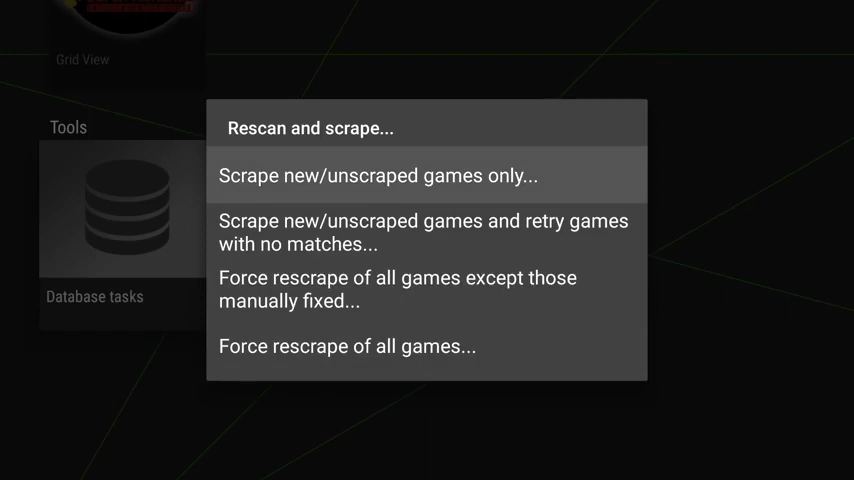 Grid View
Tools
Rescan and scrape...
Scrape new/unscraped games only...
Scrape new/unscraped games and retry games
with no matches...
Force rescrape of all games except those
manually fixed...
Database tasks
Force rescrape of all games...